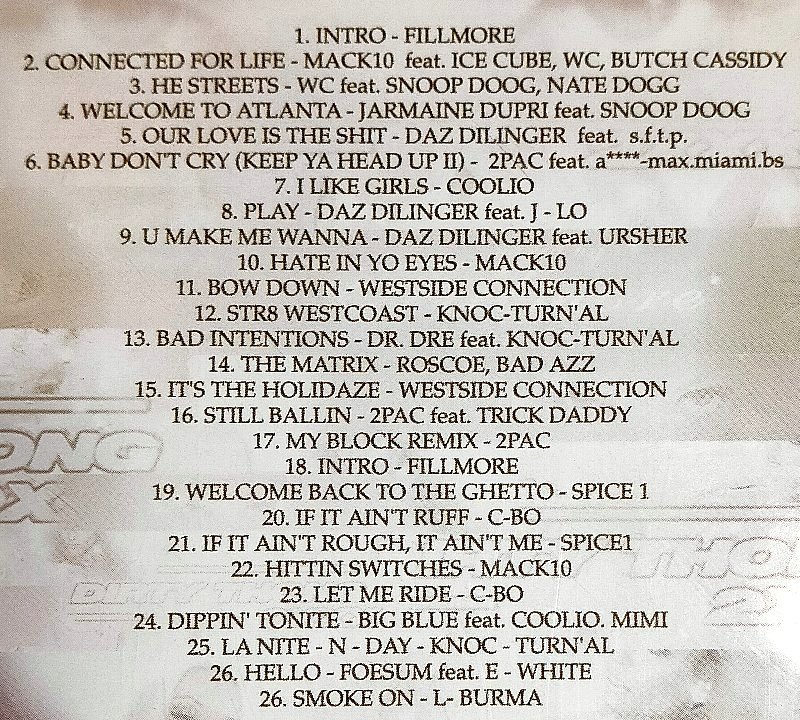 1. INTRO - FILLMORE
2. CONNECTED FOR LIFE - MACK10 feat. ICE CUBE, WC, BUTCH CASSIDY
3. HE STREETS - WC feat. SNOOP DOOG, NATE DOGG
4. WELCOME TO ATLANTA - JARMAINE DUPRI feat. SNOOP DOOG
5. OUR LOVE IS THE SHIT - DAZ DILINGER feat. s.f.t.p.
6. BABY DON'T CRY (KEEP YA HEAD UP II) - 2PAC feat. a****-max.miami.bs
7. I LIKE GIRLS - COOLIO
8. PLAY - DAZ DILINGER feat. J - LO
9. U MAKE ME WANNA - DAZ DILINGER feat. URSHER
10. HATE IN YO EYES - MACK10
11. BOW DOWN - WESTSIDE CONNECTION
12. STR8 WESTCOAST - KNOC-TURN'AL
13. BAD INTENTIONS - DR. DRE feat. KNOC-TURN'AL
14. THE MATRIX - ROSCOE, BAD AZZ
15. IT'S THE HOLIDAZE - WESTSIDE CONNECTION
16. STILL BALLIN - 2PAC feat. TRICK DADDY
17. MY BLOCK REMIX - 2PAC
18. INTRO - FILLMORE
19. WELCOME BACK TO THE GHETTO - SPICE 1
20. IF IT AIN'T RUFF - C-BO
21. IF IT AIN'T ROUGH, IT AIN'T ME - SPICE1
22. HITTIN SWITCHES - MACK10
23. LET ME RIDE - C-BO
24. DIPPIN' TONITE - BIG BLUE feat. COOLIO. MIMI
25. LA NITE - N - DAY - KNOC - TURN'AL
26. HELLO - FOESUM feat. E - WHITE
26. SMOKE ON - L- BURMA